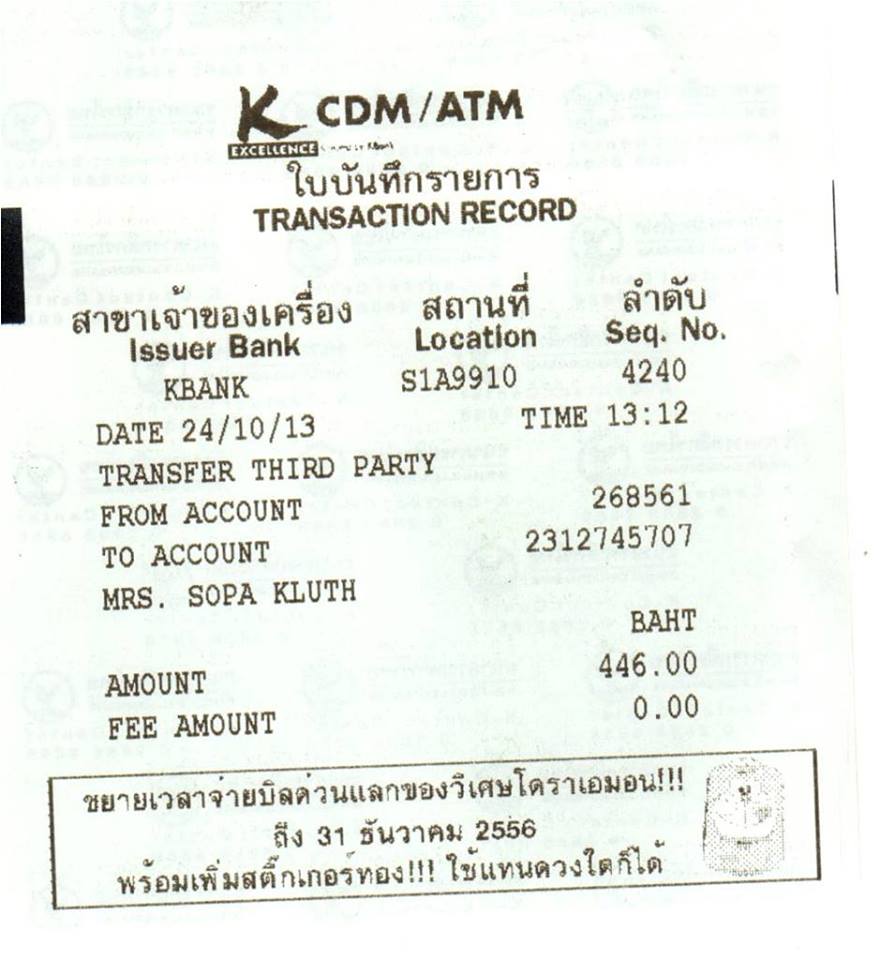 K CDM/ATM
EXCELLENCE
ใบบันทึกรายการ
TRANSACTION RECORD
สาขาเจ้าของเครื่อง สถานที่ ลำดับ
Issuer Bank Location Seq. No.
KBANK S1A9910 4240
DATE 24/10/13 TIME 13:12
TRANSFER THIRD PARTY
FROM ACCOUNT 268561
TO ACCOUNT 2312745707
MRS. SOPA KLUTH
BAHT
AMOUNT 446.00
FEE AMOUNT 0.00
ขยายเวลาจ่ายบิลด่วนแลกของวิเศษโดราเอมอน!!!
ถึง 31 ธันวาคม 2556
พร้อมเพิ่มสติ๊กเกอร์ทอง!!! ใช้แทนดวงใดก็ได้